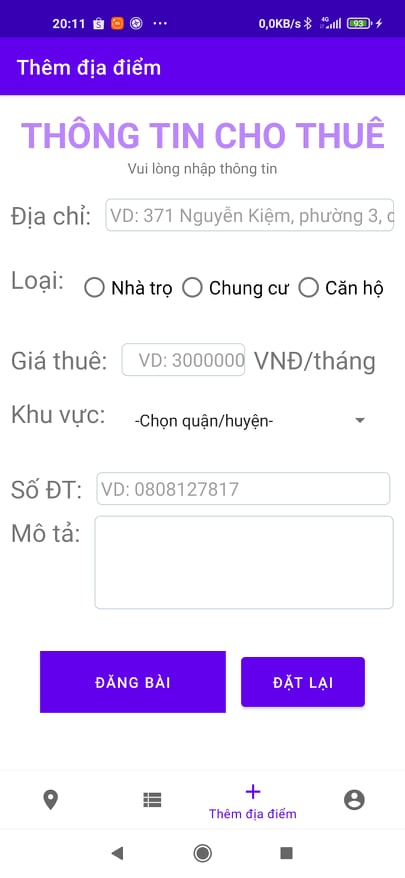 20:11 ... 0,0KB/s 4G 93
Thêm địa điểm
THÔNG TIN CHO THUÊ
Vui lòng nhập thông tin
Địa chỉ: VD: 371 Nguyễn Kiệm, phường 3,
Loại: Nhà trọ Chung cư Căn hộ
Giá thuê: VD: 3000000 VNĐ/tháng
Khu vực: -Chọn quận/huyện-
Số ĐT: VD: 0808127817
Mô tả:
ĐĂNG BÀI ĐẶT LẠI
Thêm địa điểm